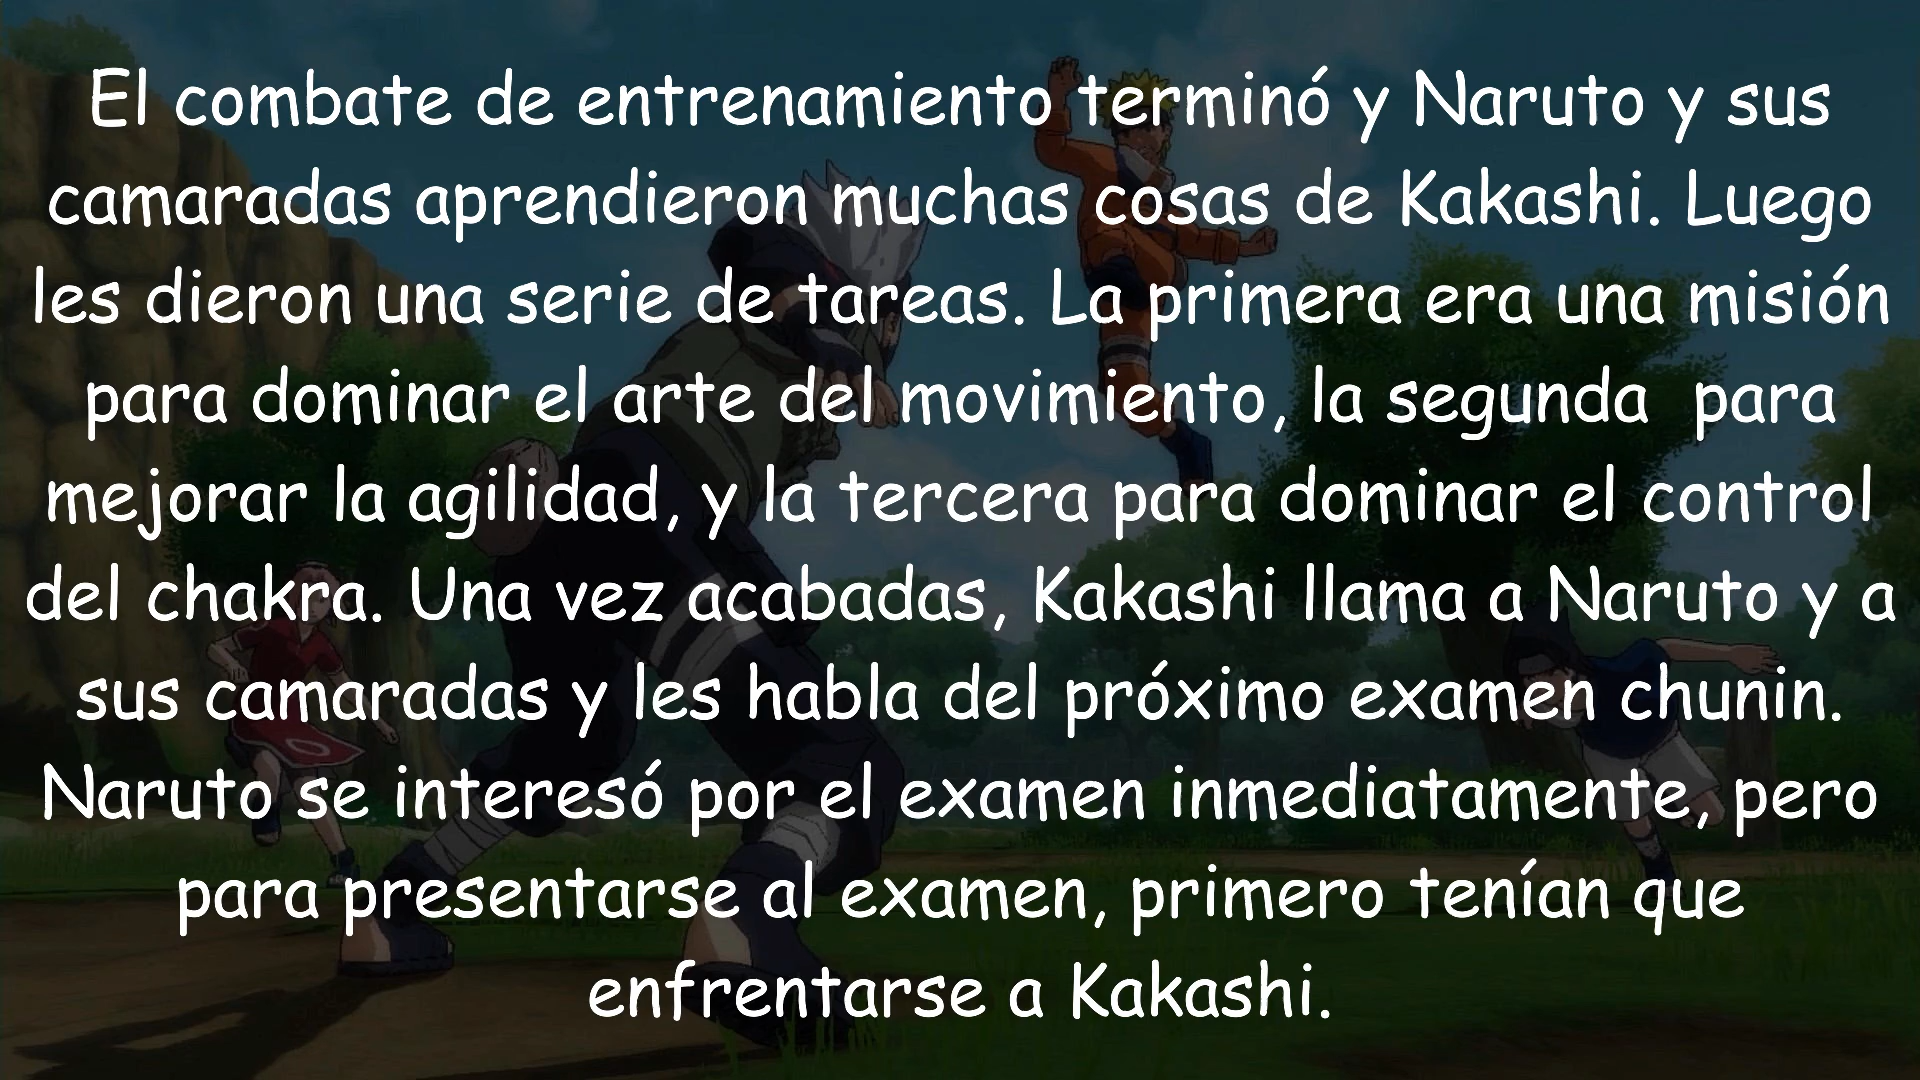 El combate de entrenamiento terminó y Naruto y sus
camaradas aprendieron muchas cosas de Kakashi. Luego
les dieron una serie de tareas. La primera era una misión
para dominar el arte del movimiento, la segunda  para
mejorar la agilidad, y la tercera para dominar el control
del chakra. Una vez acabadas, Kakashi llama a Naruto y a
sus camaradas y les habla del próximo examen chunin.
Naruto se interesó por el examen inmediatamente, pero
para presentarse al examen, primero tenían que
enfrentarse a Kakashi.